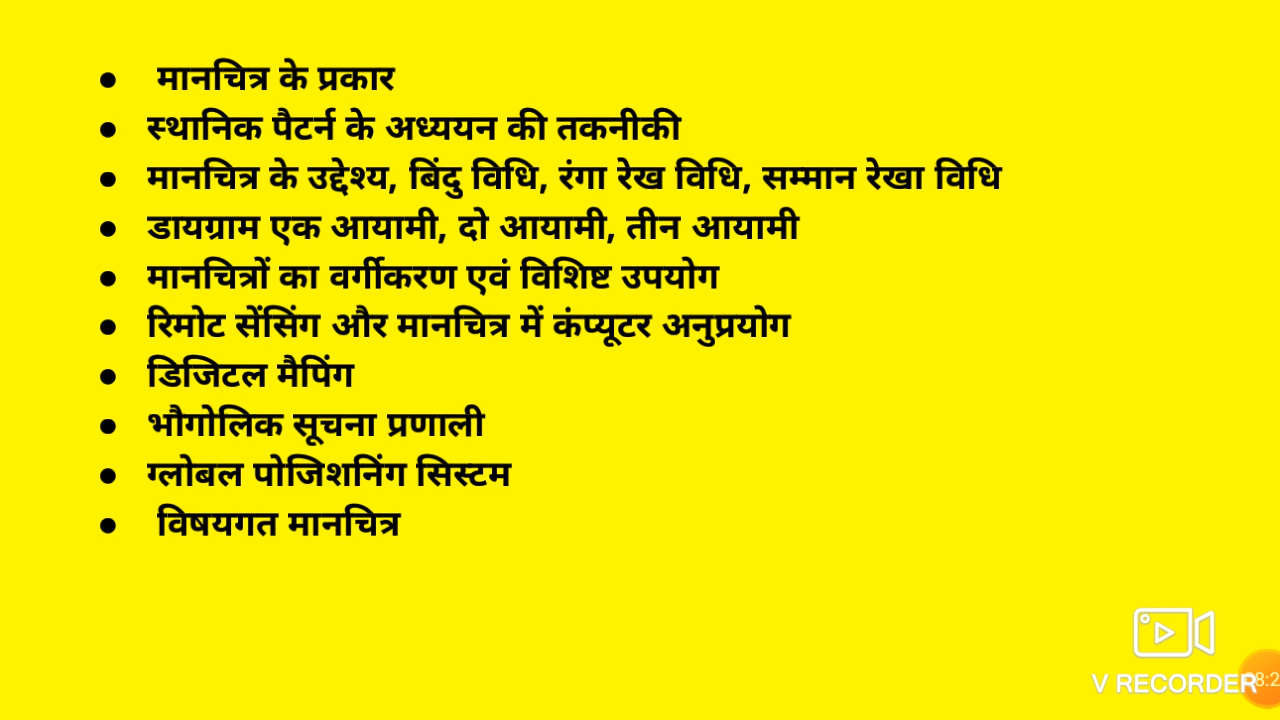 ● मानचित्र के प्रकार
● स्थानिक पैटर्न के अध्ययन की तकनीकी
● मानचित्र के उद्देश्य, बिंदु विधि, रंगा रेख विधि, सम्मान रेखा विधि
● डायग्राम एक आयामी, दो आयामी, तीन आयामी
● मानचित्रों का वर्गीकरण एवं विशिष्ट उपयोग
● रिमोट सेंसिंग और मानचित्र में कंप्यूटर अनुप्रयोग
● डिजिटल मैपिंग
● भौगोलिक सूचना प्रणाली
● ग्लोबल पोजिशनिंग सिस्टम
● विषयगत मानचित्र
V RECORDER